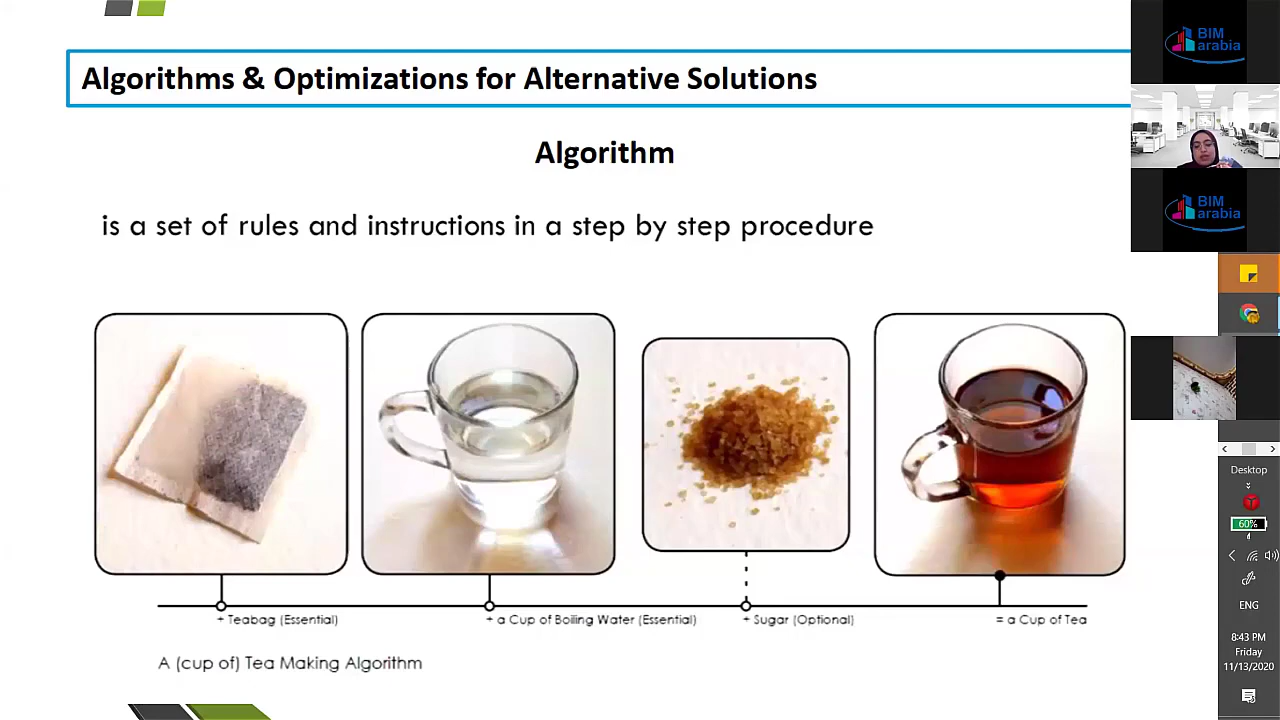 Algorithms & Optimizations for Alternative Solutions
Algorithm
is a set of rules and instructions in a step by step procedure
+ Teabag (Essential)
+ a Cup of Boiling Water (Essential)
+ Sugar (Optional)
= a Cup of Tea
A (cup of) Tea Making Algorithm
BIM
arabia
BIM
arabia
Desktop
60%
ENG
8:43 PM
Friday
11/13/2020